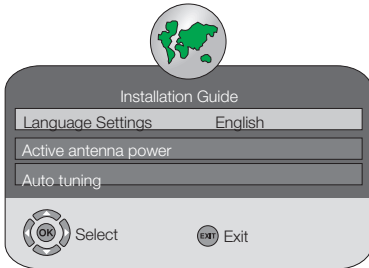 Installation Guide
Language Settings English
Active antenna power
Auto tuning
OK Select EXIT Exit